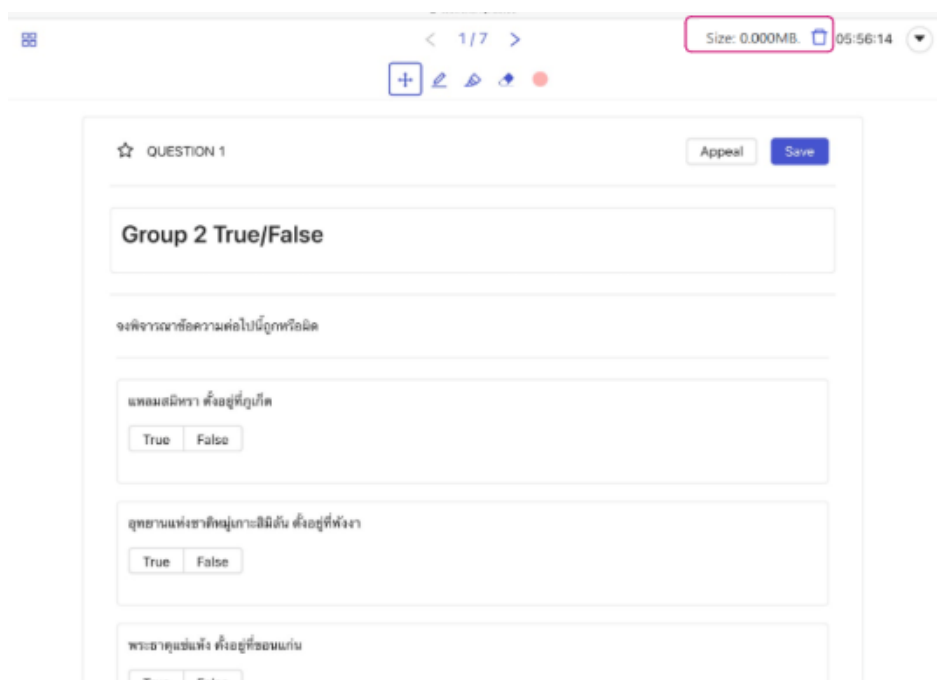 1/7
Size: 0.000MB.
05:56:14
QUESTION 1
Appeal
Save
Group 2 True/False
จงพิจารณาข้อความต่อไปนี้ถูกหรือผิด
แหลมสมิหรา ตั้งอยู่ที่ภูเก็ต
True False
อุทยานแห่งชาติหมู่เกาะสิมิลัน ตั้งอยู่ที่พังงา
True False
พระธาตุแช่แห้ง ตั้งอยู่ที่ขอนแก่น
True False